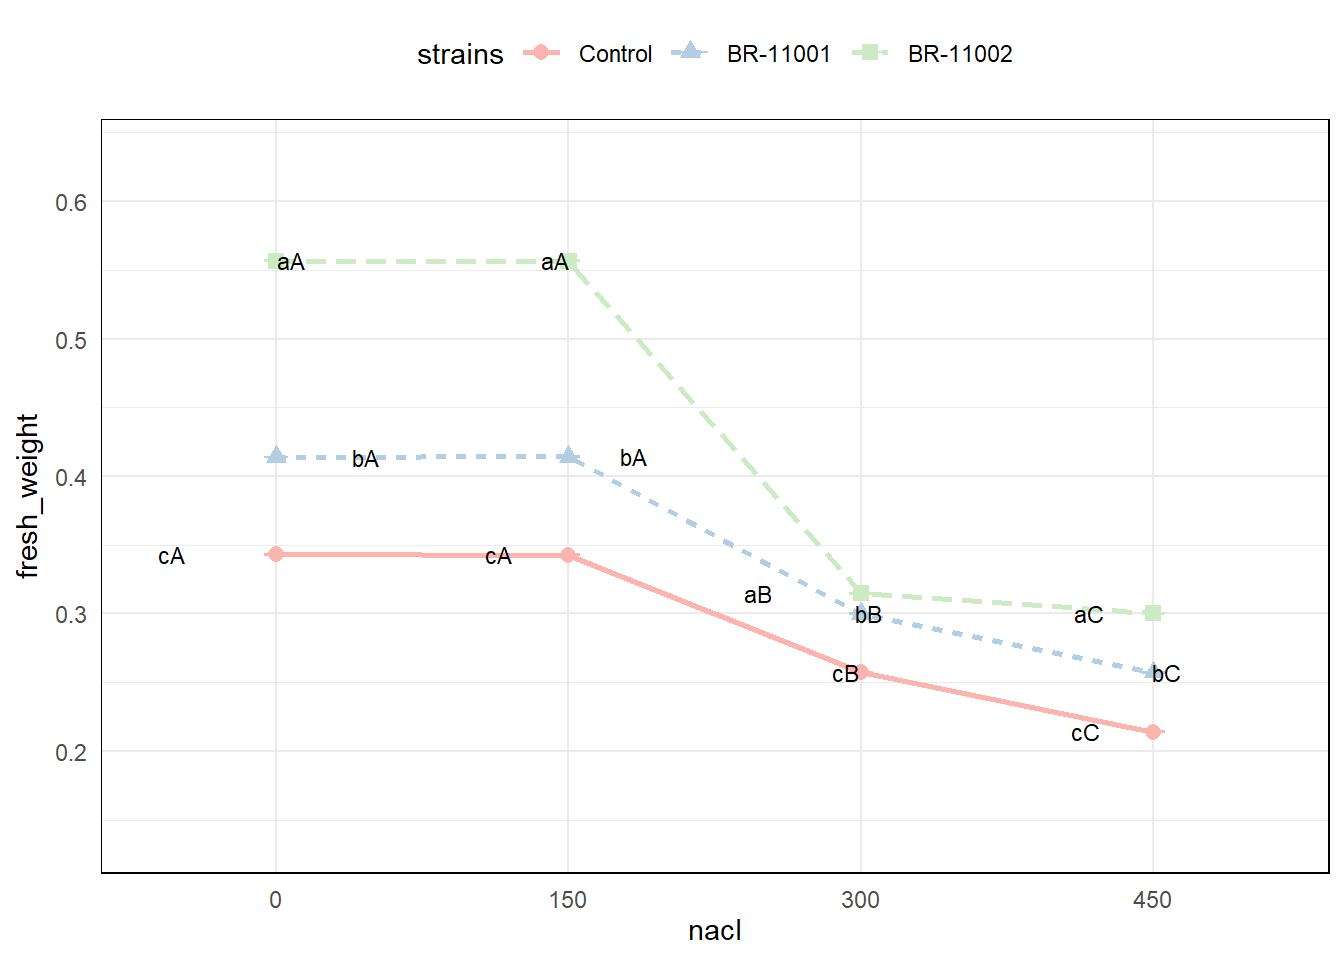 strains Control BR-11001 BR-11002
0.6
aA aA
0.5
fresh_weight
bA bA
0.4
cA cA
aB
0.3
bB aC
cB bC
cC
0.2
0 150 300 450
nacl